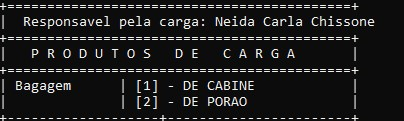 +===========================================+
| Responsavel pela carga: Neida Carla Chissone
+===========================================+
| P R O D U T O S   D E   C A R G A |
+===========================================+
| Bagagem | [1] - DE CABINE |
| | [2] - DE PORAO |
+-------------------+-----------------------+